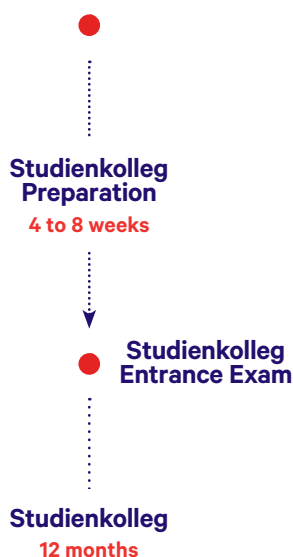 Studienkolleg
Preparation
4 to 8 weeks
Studienkolleg
Entrance Exam
Studienkolleg
12 months